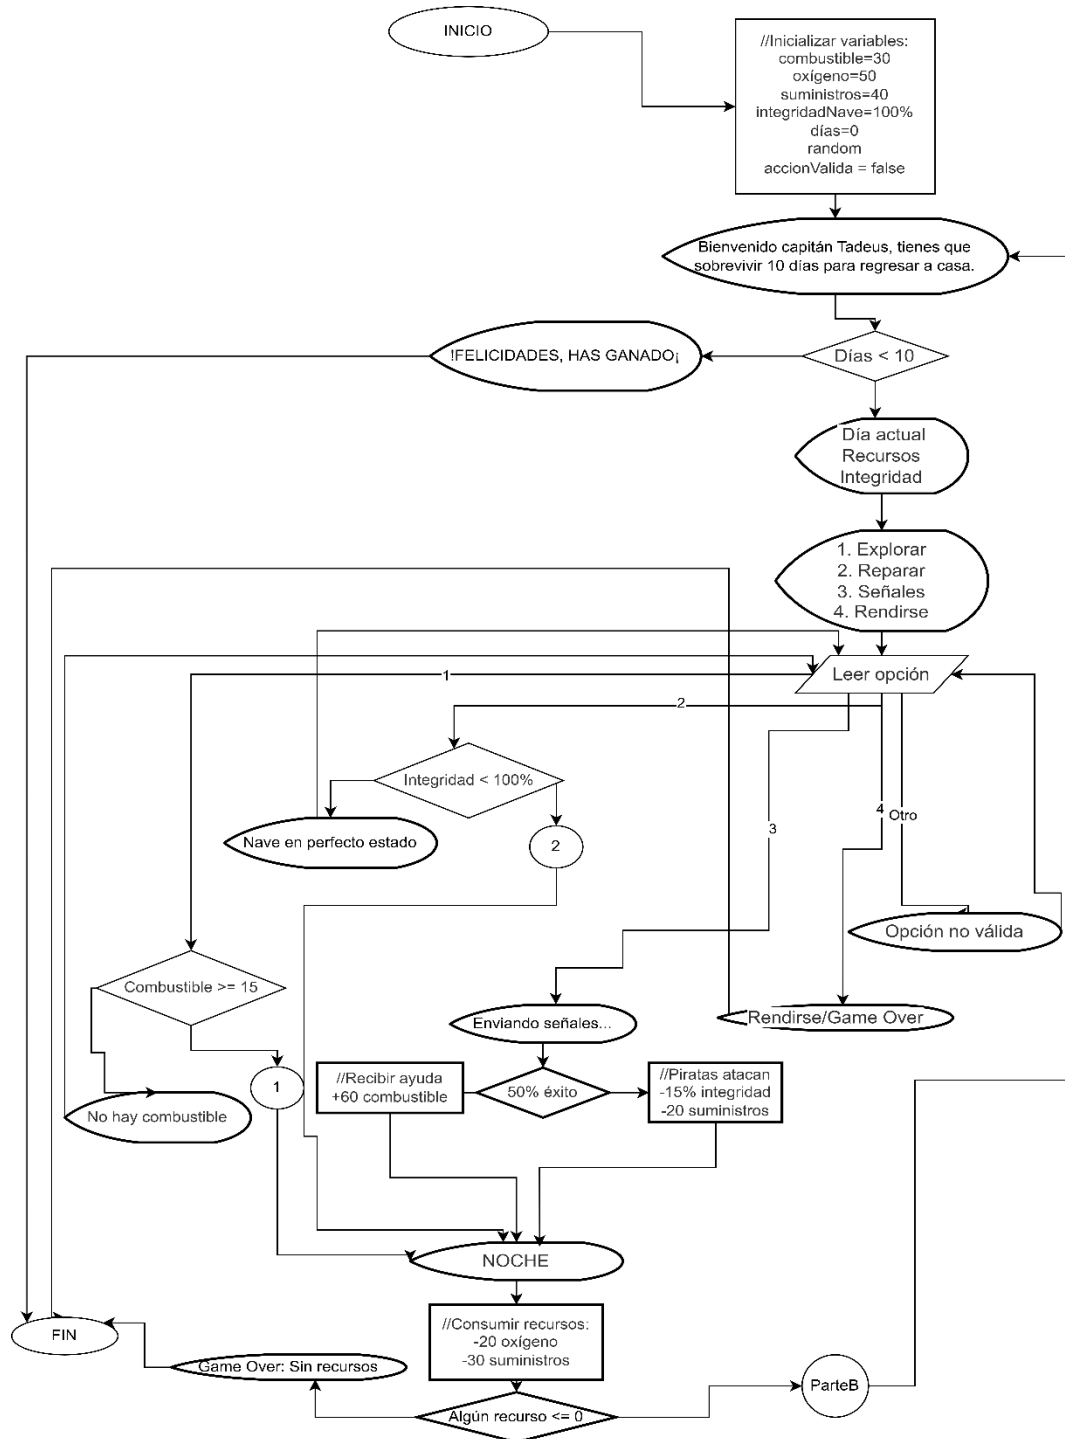 INICIO
//Inicializar variables:
combustible=30
oxígeno=50
suministros=40
integridadNave=100%
días=0
random
accionValida = false
Bienvenido capitán Tadeus, tienes que
sobrevivir 10 días para regresar a casa.
!FELICIDADES, HAS GANADO¡
Días < 10
Día actual
Recursos
Integridad
1. Explorar
2. Reparar
3. Señales
4. Rendirse
Leer opción
1
2
Integridad < 100%
3
4
Otro
Nave en perfecto estado
2
Opción no válida
Combustible >= 15
Enviando señales...
Rendirse/Game Over
1
No hay combustible
//Recibir ayuda
+60 combustible
50% éxito
//Piratas atacan
-15% integridad
-20 suministros
NOCHE
//Consumir recursos:
-20 oxígeno
-30 suministros
FIN
Game Over: Sin recursos
Algún recurso <= 0
ParteB